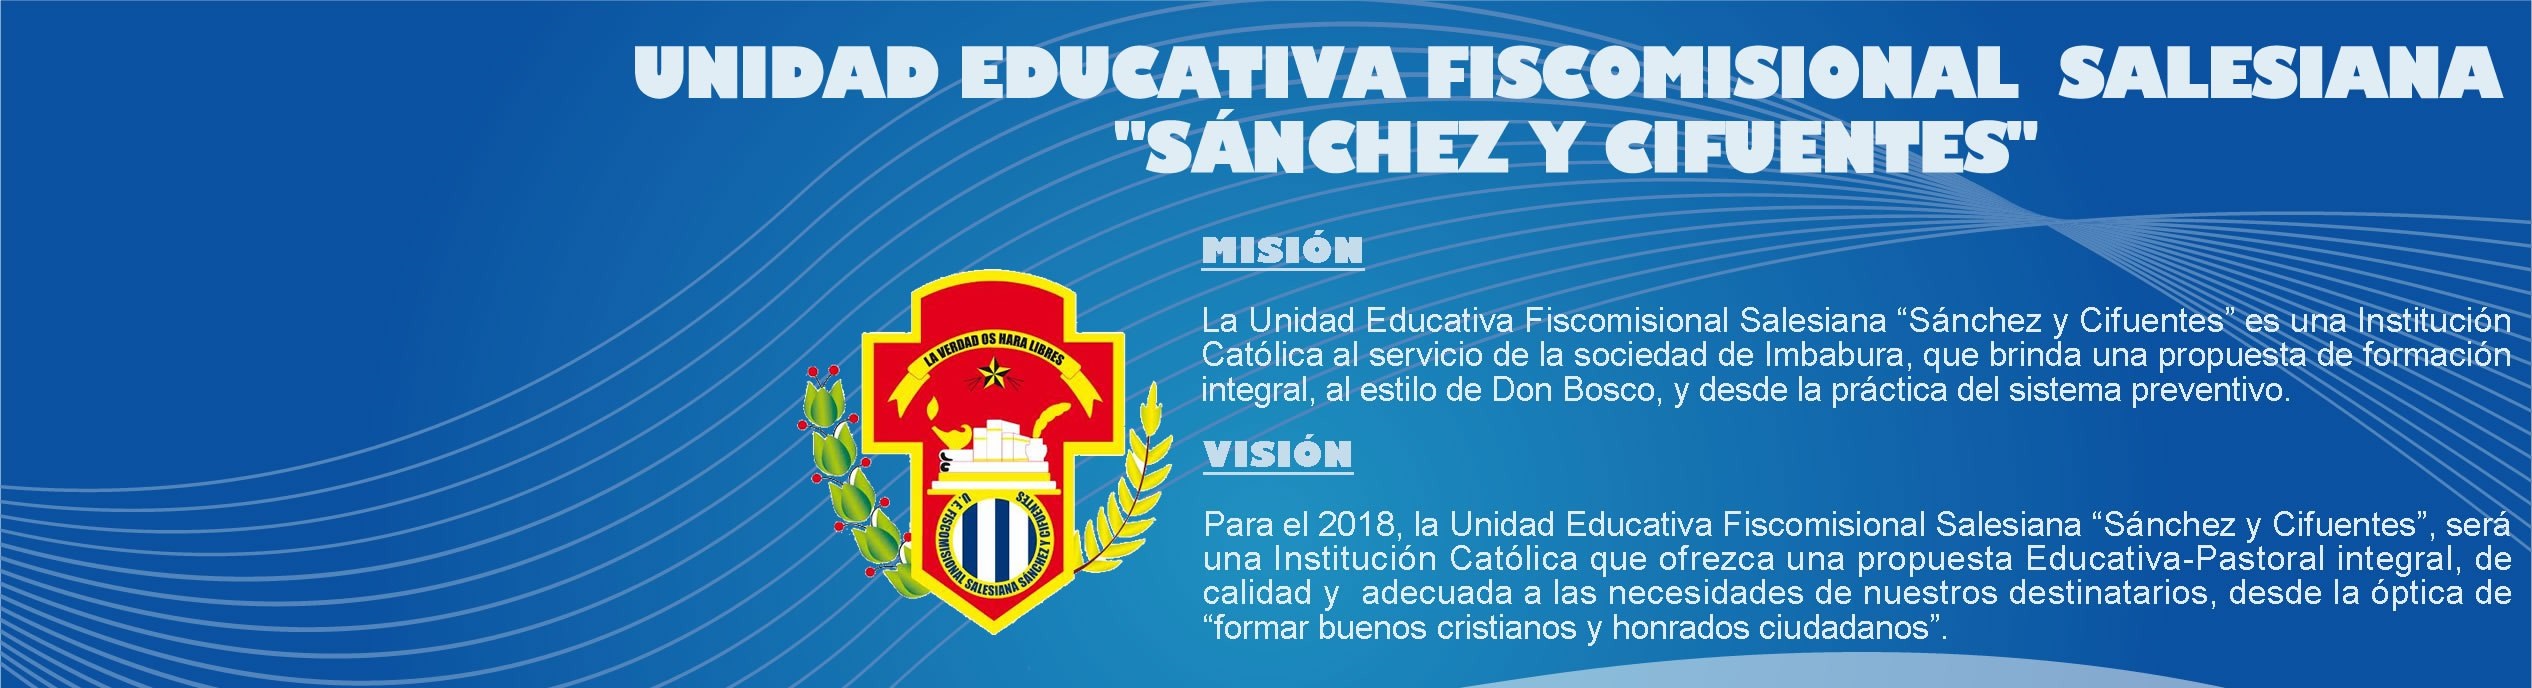 UNIDAD EDUCATIVA FISCOMISIONAL SALESIANA
"SÁNCHEZ Y CIFUENTES"
MISIÓN
La Unidad Educativa Fiscomisional Salesiana “Sánchez y Cifuentes” es una Institución
Católica al servicio de la sociedad de Imbabura, que brinda una propuesta de formación
integral, al estilo de Don Bosco, y desde la práctica del sistema preventivo.
VISIÓN
Para el 2018, la Unidad Educativa Fiscomisional Salesiana “Sánchez y Cifuentes”, será
una Institución Católica que ofrezca una propuesta Educativa-Pastoral integral, de
calidad y adecuada a las necesidades de nuestros destinatarios, desde la óptica de
“formar buenos cristianos y honrados ciudadanos”.
LA VERDAD OS HARA LIBRES
U. E. FISCOMISIONAL SALESIANA SÁNCHEZ Y CIFUENTES